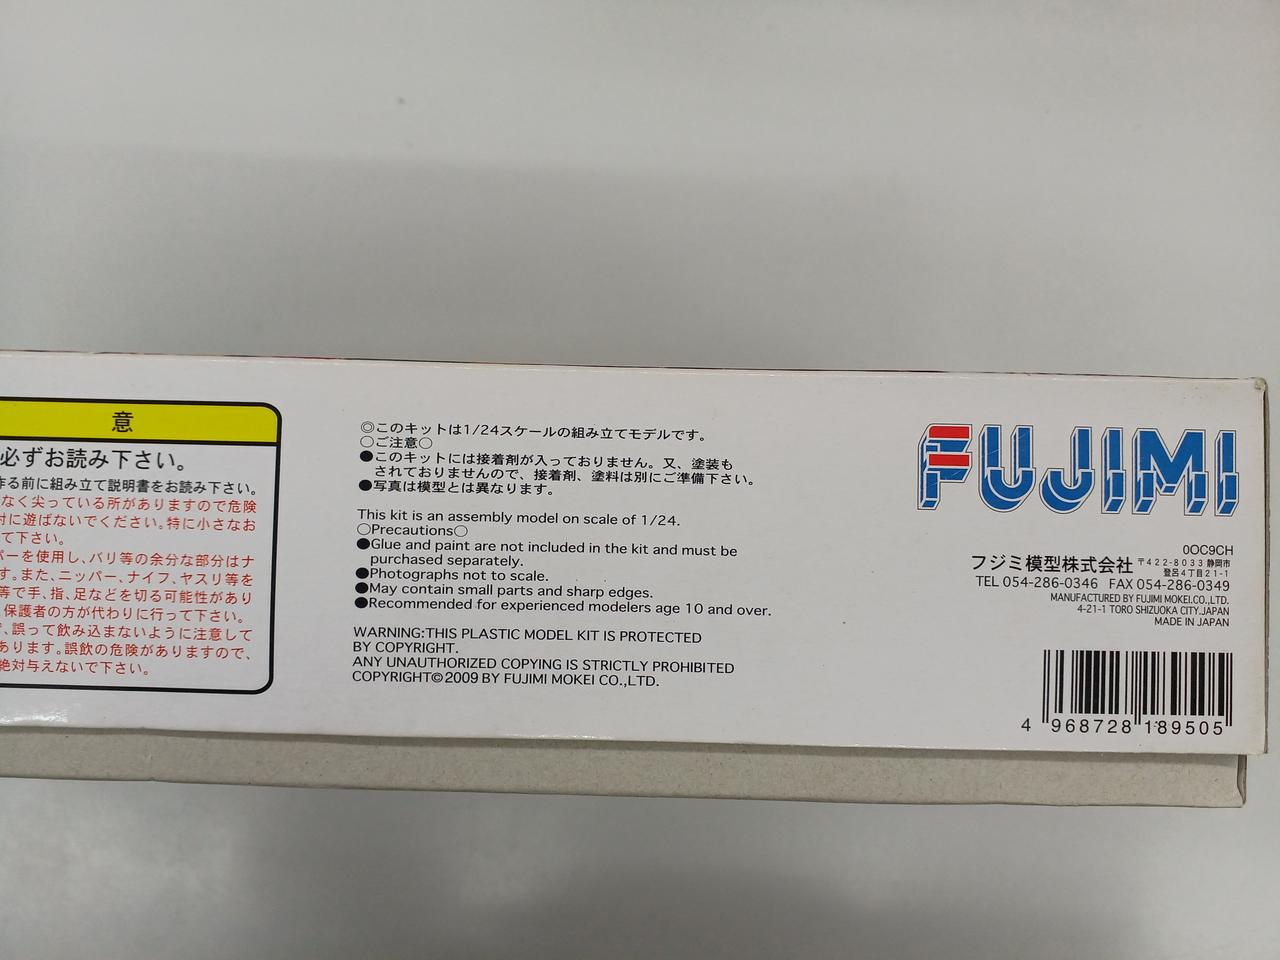 意
必ずお読み下さい。
作る前に組み立て説明書をお読み下さい。
なく尖っている所がありますので危険
対に遊ばないでください。特に小さなお
て下さい。
パーを使用し、バリ等の余分な部分はナ
す。また、ニッパー、ナイフ、ヤスリ等を
等で手、指、足などを切る可能性があり
保護者の方が代わりに行って下さい。
、誤って飲み込まないように注意して
あります。誤飲の危険がありますので、
絶対与えないで下さい。
◎このキットは1/24スケールの組み立てモデルです。
○ご注意○
●このキットには接着剤が入っておりません。又、塗装も
されておりませんので、接着剤、塗料は別にご準備下さい。
●写真は模型とは異なります。
This kit is an assembly model on scale of 1/24.
○Precautions○
●Glue and paint are not included in the kit and must be
purchased separately.
●Photographs not to scale.
●May contain small parts and sharp edges.
●Recommended for experienced modelers age 10 and over.
WARNING:THIS PLASTIC MODEL KIT IS PROTECTED
BY COPYRIGHT.
ANY UNAUTHORIZED COPYING IS STRICTLY PROHIBITED
COPYRIGHT©2009 BY FUJIMI MOKEI CO.,LTD.
FUJIMI
0OC9CH
フジミ模型株式会社 〒422-8033 静岡市
登呂4丁目21-1
TEL 054-286-0346 FAX 054-286-0349
MANUFACTURED BY FUJIMI MOKEI CO.,LTD.
4-21-1 TORO SHIZUOKA CITY.JAPAN
MADE IN JAPAN
4 968728 189505